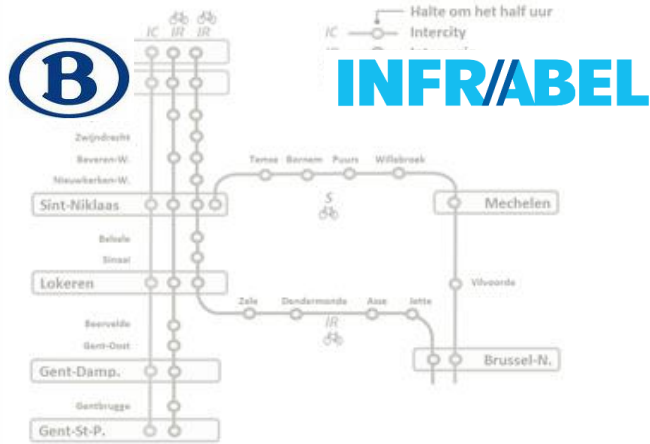 Halte om het half uur
IC IR IR
IC Intercity
B
INFRABEL
Zwijndrecht
Beveren-W.
Temse Bornem Puurs Willebroek
Nieuwkerken-W.
Sint-Niklaas
S
Mechelen
Belsele
Sinaai
Lokeren
Vilvoorde
Zele Dendermonde Asse Jette
IR
Beervelde
Gent-Oost
Brussel-N.
Gent-Damp.
Gentbrugge
Gent-St-P.